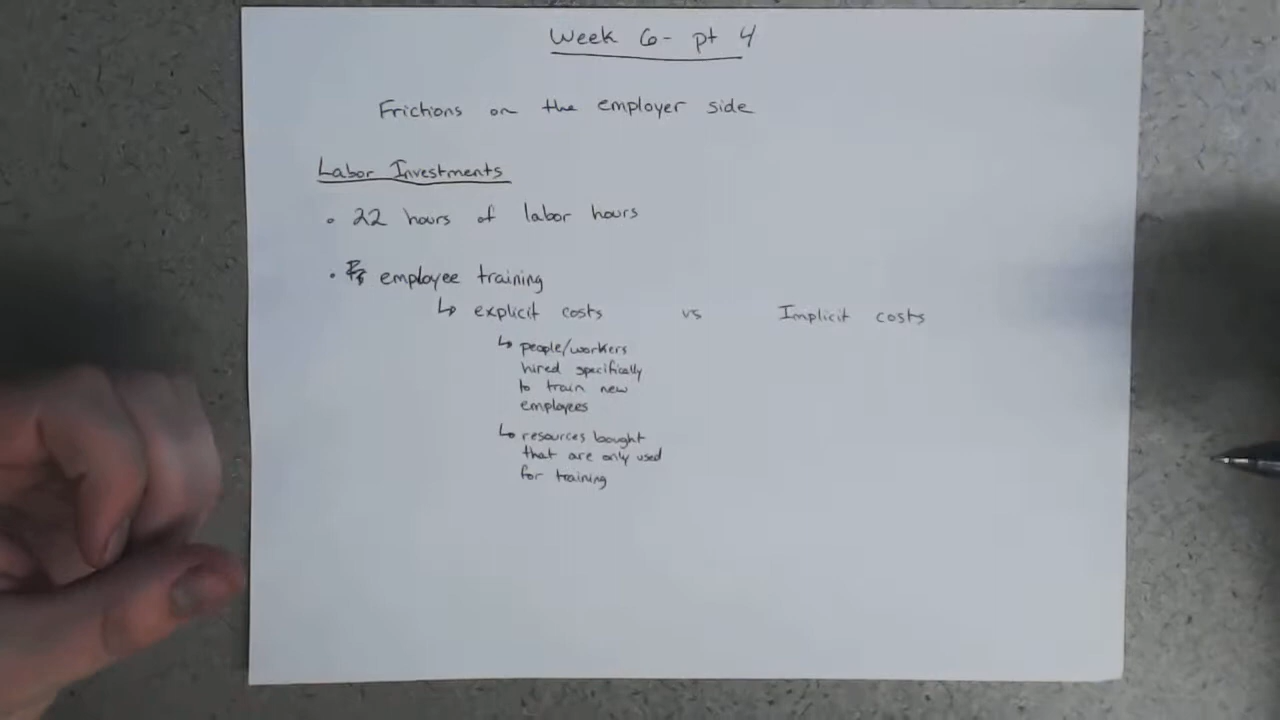 Week 6 - pt 4
Frictions on the employer side
Labor Investments
• 22 hours of labor hours
• employee training
↳ explicit costs vs Implicit costs
↳ people/workers
hired specifically
to train new
employees
↳ resources bought
that are only used
for training